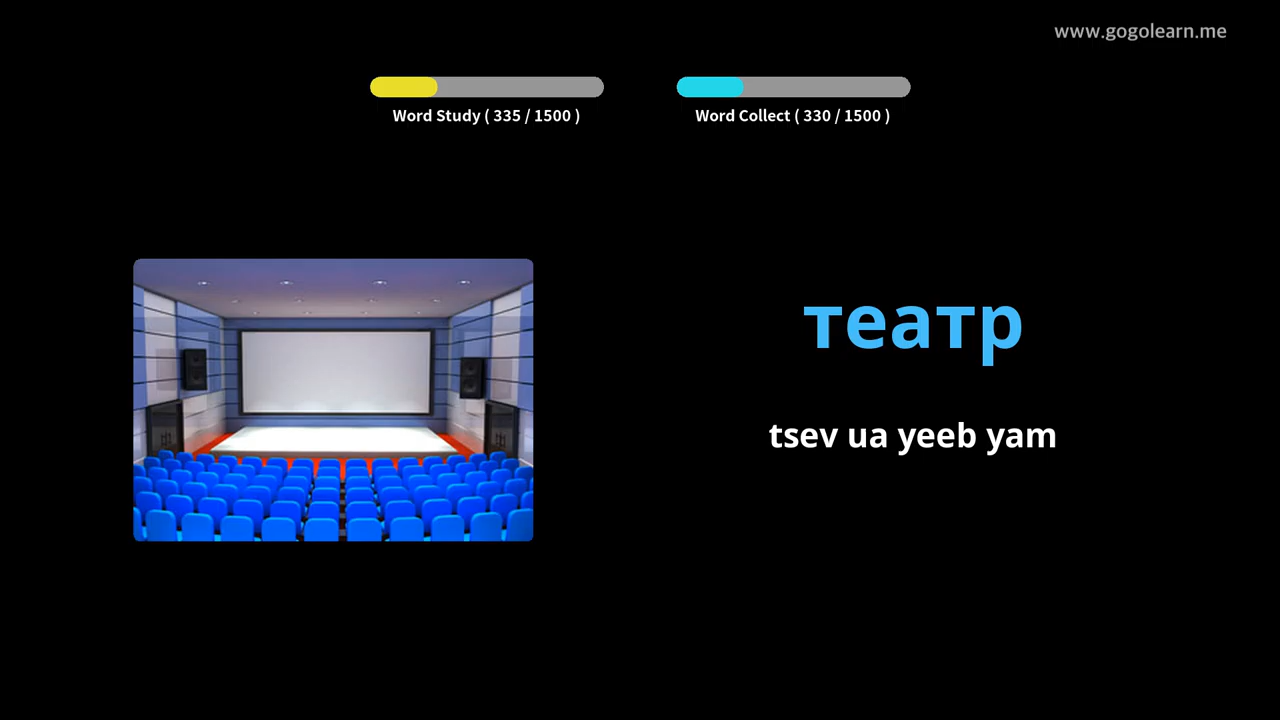 www.gogolearn.me
Word Study ( 335 / 1500 )
Word Collect ( 330 / 1500 )
театр
tsev ua yeeb yam